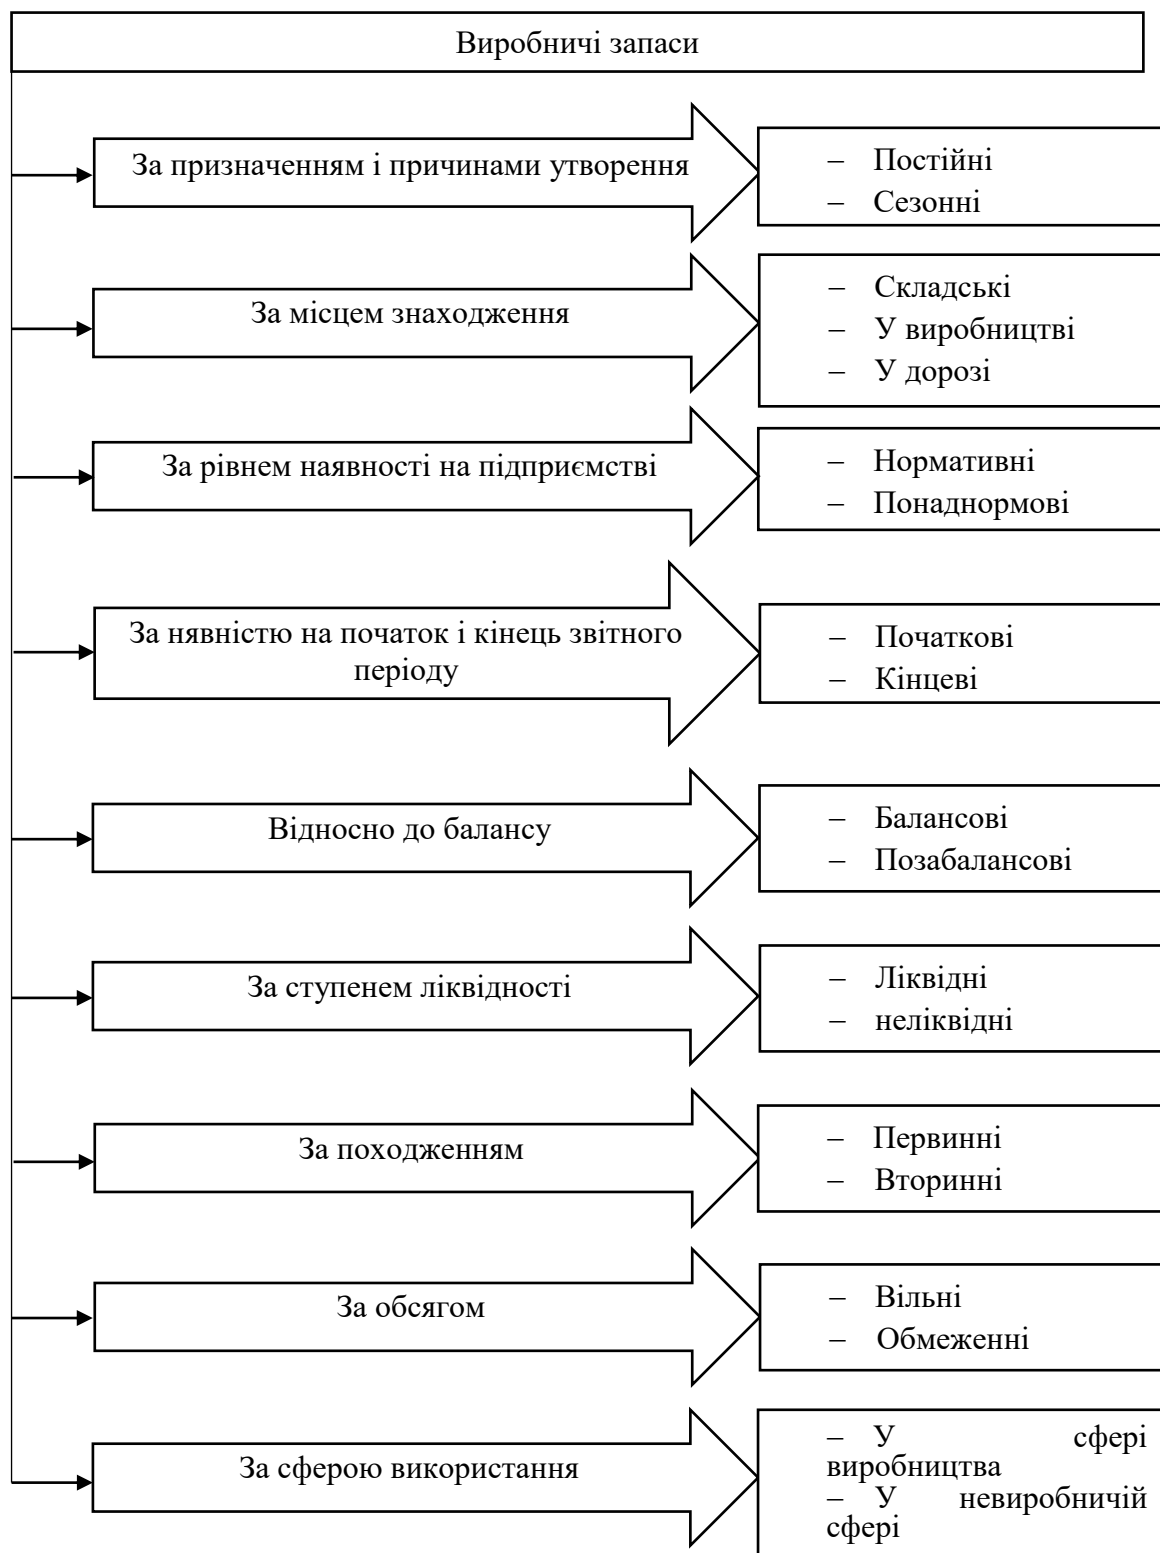 Виробничі запаси
За призначенням і причинами утворення
– Постійні
– Сезонні
За місцем знаходження
– Складські
– У виробництві
– У дорозі
За рівнем наявності на підприємстві
– Нормативні
– Понаднормові
За нявністю на початок і кінець звітного
періоду
– Початкові
– Кінцеві
Відносно до балансу
– Балансові
– Позабалансові
За ступенем ліквідності
– Ліквідні
– неліквідні
За походженням
– Первинні
– Вторинні
За обсягом
– Вільні
– Обмеженні
За сферою використання
– У сфері
виробництва
– У невиробничій
сфері